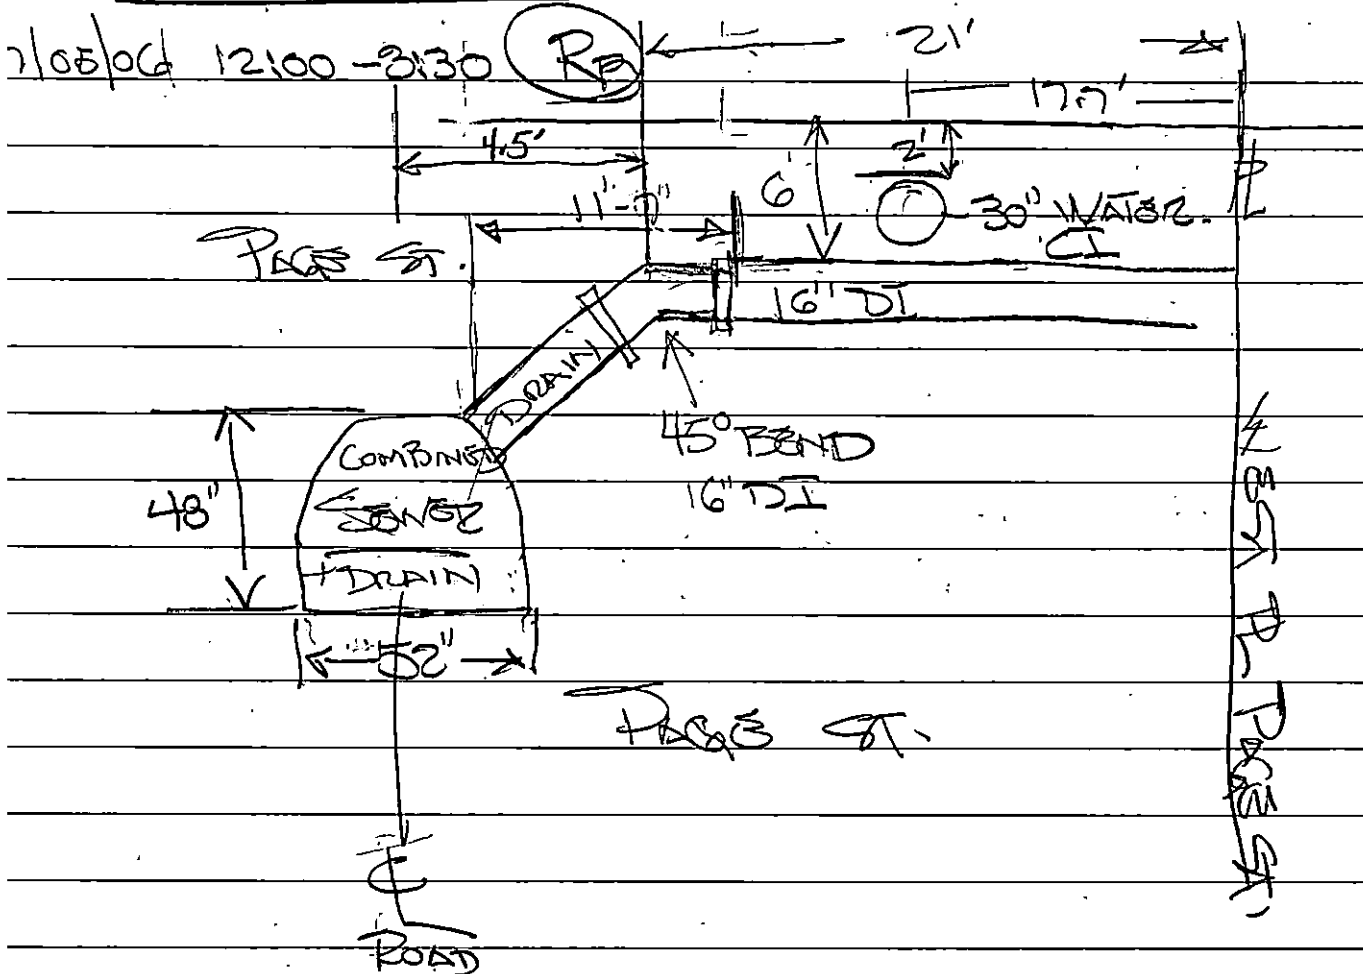 7/05/06 12:00 - 3:30 RB 21'
17.7'
4.5' 2'
6'
11'-7" 30" WATER.
CI
PAGE ST.
16" DI
DRAIN
45° BEND
16" DI
COMBINED
SEWER
+ DRAIN
48"
52"
PAGE ST.
EAST PL PAGE ST.
℄
ROAD